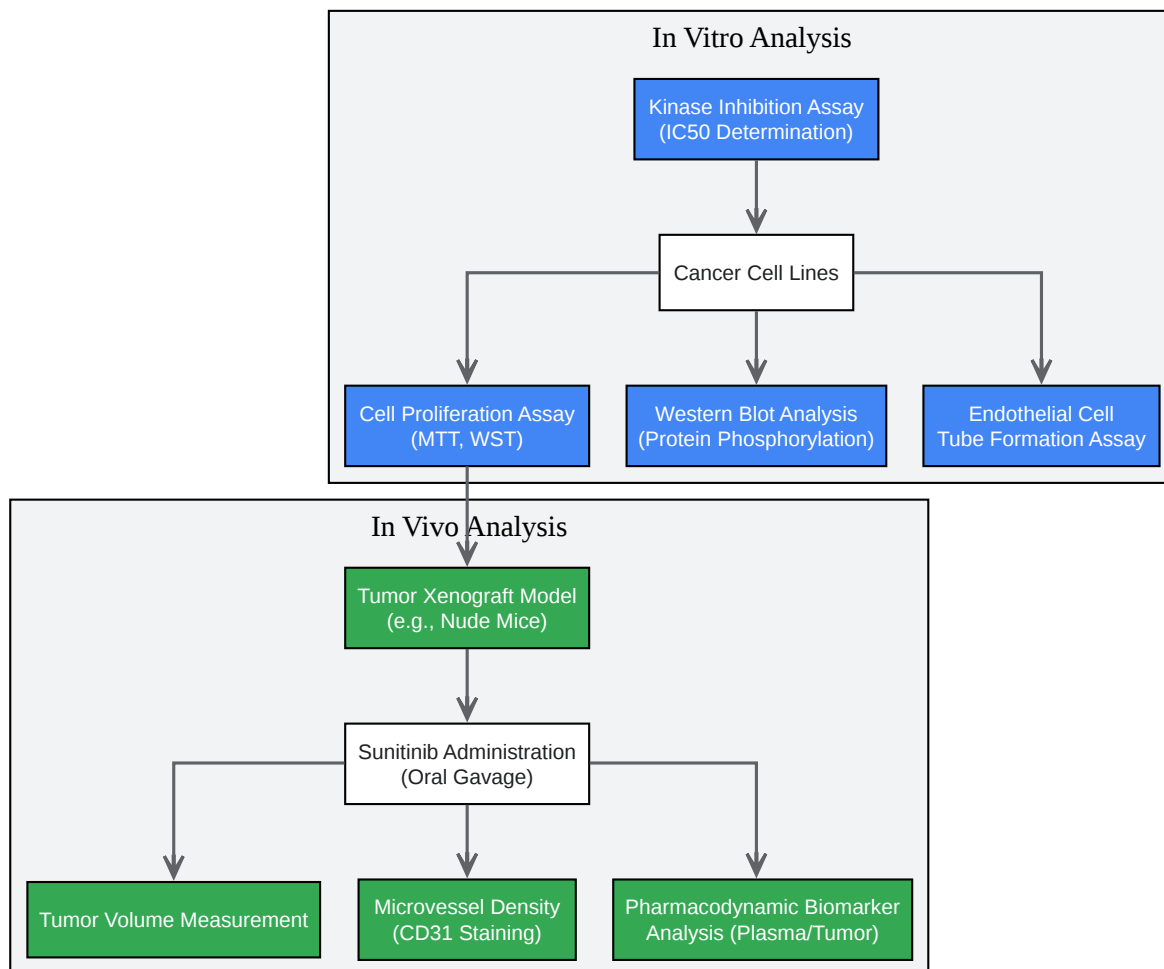 In Vitro Analysis
Kinase Inhibition Assay
(IC50 Determination)
Cancer Cell Lines
Cell Proliferation Assay
(MTT, WST)
Western Blot Analysis
(Protein Phosphorylation)
Endothelial Cell
Tube Formation Assay
In Vivo Analysis
Tumor Xenograft Model
(e.g., Nude Mice)
Sunitinib Administration
(Oral Gavage)
Tumor Volume Measurement
Microvessel Density
(CD31 Staining)
Pharmacodynamic Biomarker
Analysis (Plasma/Tumor)